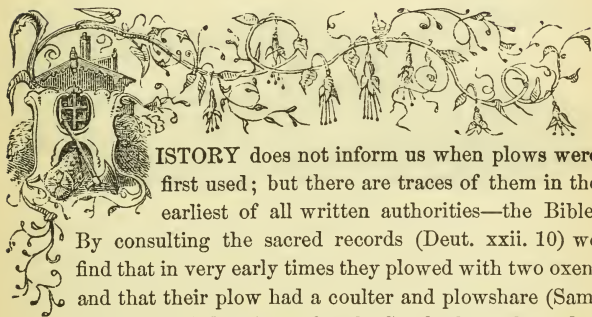 HISTORY does not inform us when plows were
first used; but there are traces of them in the
earliest of all written authorities—the Bible
By consulting the sacred records (Deut. xxii. 10) we
find that in very early times they plowed with two oxen
and that their plow had a coulter and plowshare (Sam